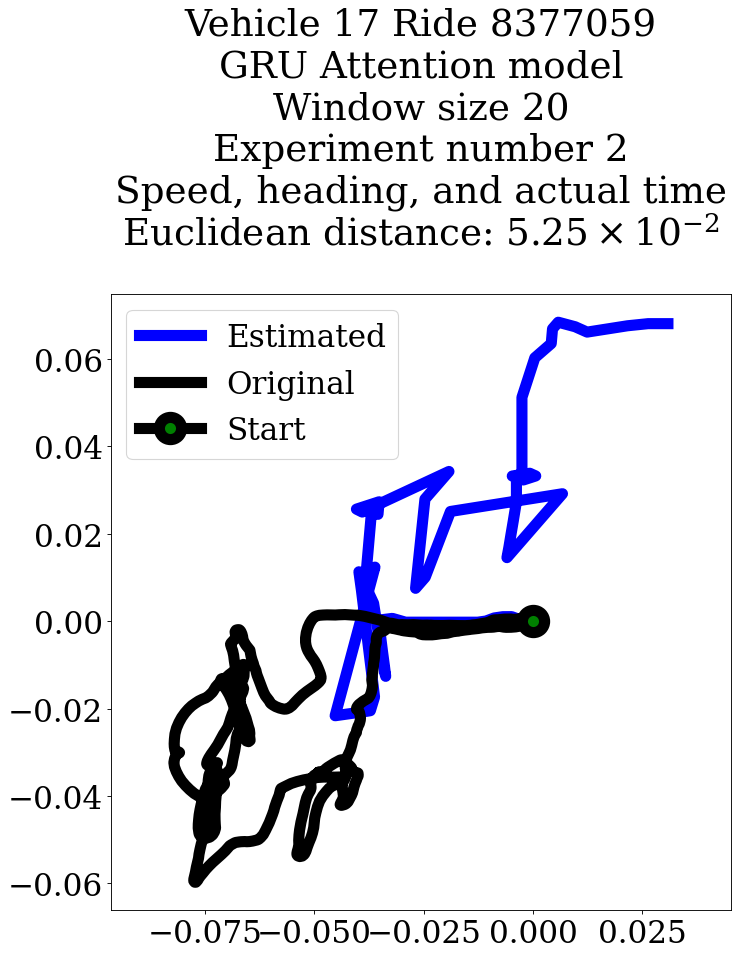 Vehicle 17 Ride 8377059
GRU Attention model
Window size 20
Experiment number 2
Speed, heading, and actual time
Euclidean distance: 5.25 × 10⁻²
Estimated
Original
Start
0.06
0.04
0.02
0.00
−0.02
−0.04
−0.06
−0.075 −0.050 −0.025 0.000 0.025